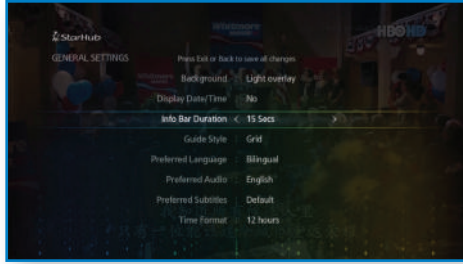 StarHub
HBO HD
GENERAL SETTINGS
Press Exit or Back to save all changes
Background : Light overlay
Display Date/Time : No
Info Bar Duration < 15 Secs >
Guide Style : Grid
Preferred Language : Bilingual
Preferred Audio : English
Preferred Subtitles : Default
Time Format : 12 hours